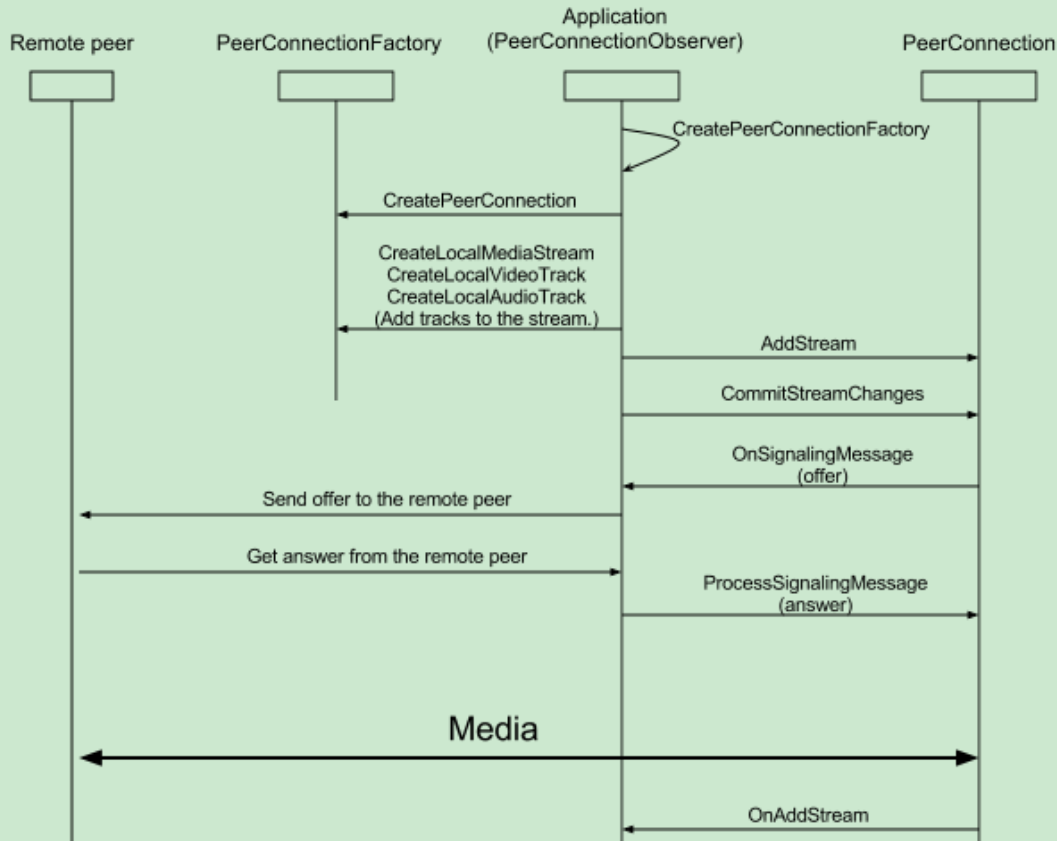 Remote peer
PeerConnectionFactory
Application
(PeerConnectionObserver)
PeerConnection
CreatePeerConnectionFactory
CreatePeerConnection
CreateLocalMediaStream
CreateLocalVideoTrack
CreateLocalAudioTrack
(Add tracks to the stream.)
AddStream
CommitStreamChanges
OnSignalingMessage
(offer)
Send offer to the remote peer
Get answer from the remote peer
ProcessSignalingMessage
(answer)
Media
OnAddStream